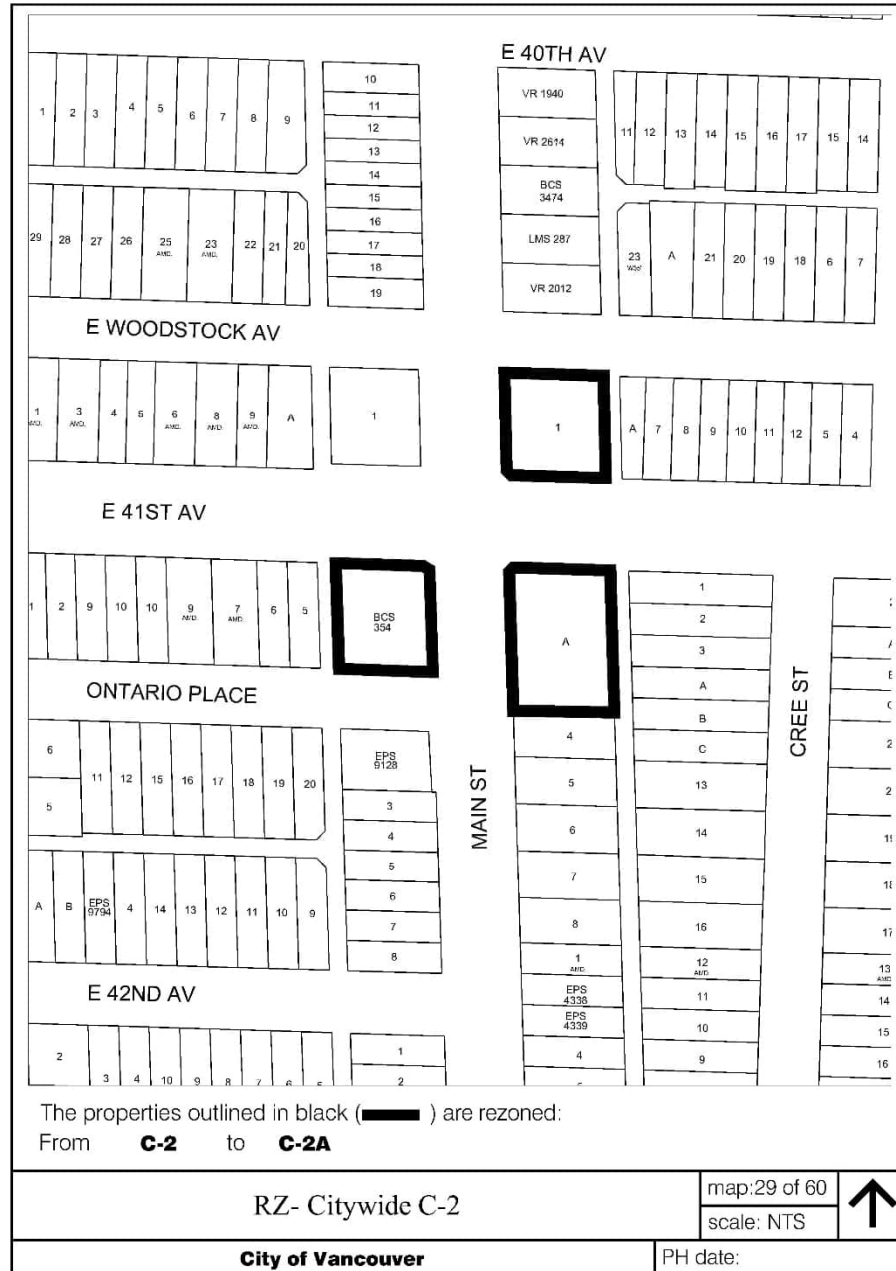 E 40TH AV
1 2 3 4 5 6 7 8 9
10
11
12
13
14
15
16
17
18
19
VR 1940
VR 2614
BCS
3474
LMS 287
VR 2012
11 12 13 14 15 16 17 15 14
29 28 27 26 25 23 22 21 20
AMD. AMD.
23 A 21 20 19 18 6 7
E WOODSTOCK AV
1 3 4 5 6 8 9 A
AMD. AMD. AMD. AMD. AMD.
1
1
A 7 8 9 10 11 12 5 4
E 41ST AV
1 2 9 10 10 9 7 6 5
AMD. AMD.
BCS
354
A
1
2
3
A
B
C
13
14
15
16
12
AMD.
11
10
9
ONTARIO PLACE
6
5
11 12 15 16 17 18 19 20
EPS
9128
3
4
5
6
7
8
MAIN ST
4
5
6
7
8
1
AMD.
EPS
4338
EPS
4339
4
CREE ST
A B EPS 4 14 13 12 11 10 9
9794
13
AMD
14
15
16
E 42ND AV
2
3 4 10 9 8 7 6
1
2
The properties outlined in black ( ) are rezoned:
From C-2 to C-2A
RZ- Citywide C-2
map:29 of 60
scale: NTS
City of Vancouver
PH date: